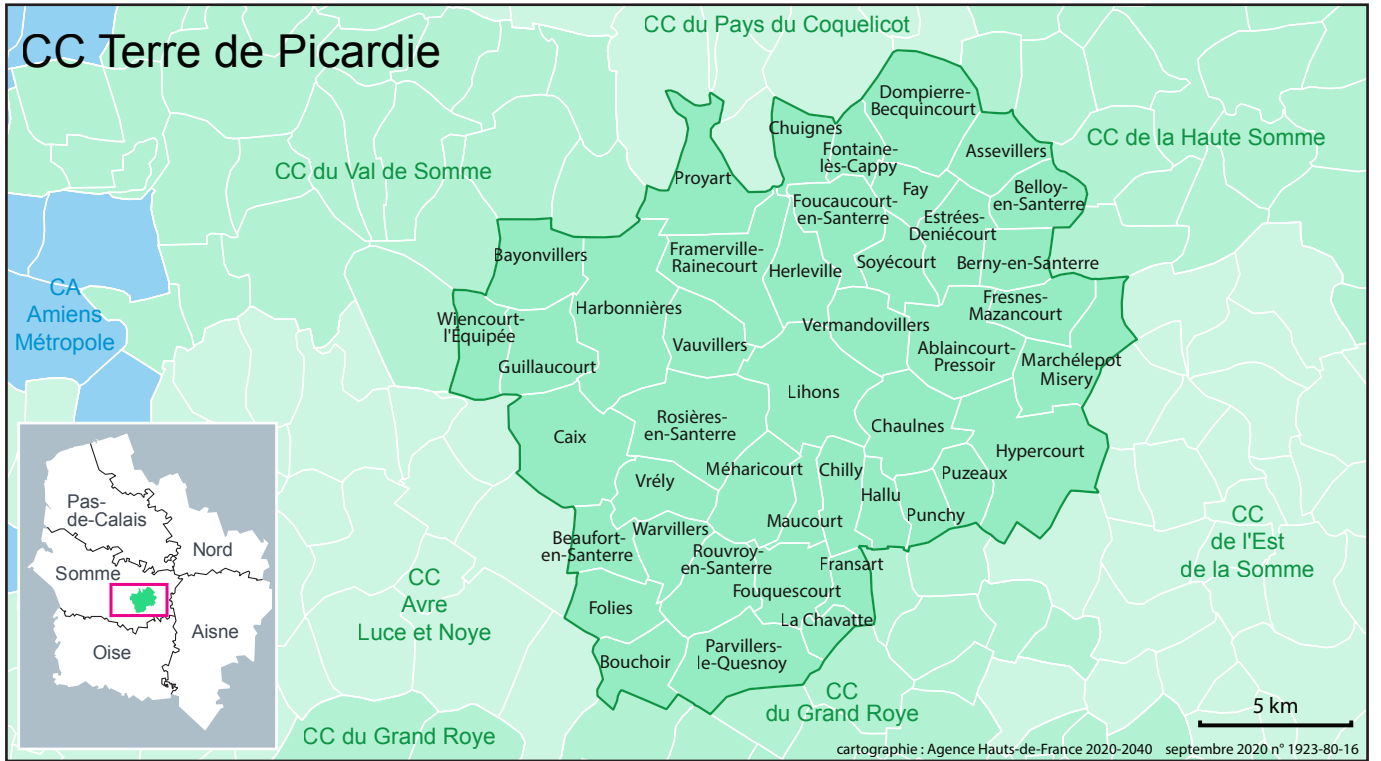 CC Terre de Picardie
CC du Pays du Coquelicot
CC de la Haute Somme
CC du Val de Somme
CA
Amiens
Métropole
Dompierre-
Becquincourt
Chuignes
Fontaine-
lès-Cappy
Assevillers
Proyart
Fay
Belloy-
en-Santerre
Foucaucourt-
en-Santerre
Estrées-
Deniécourt
Bayonvillers
Framerville-
Rainecourt
Herleville
Soyécourt
Berny-en-Santerre
Harbonnières
Fresnes-
Mazancourt
Wiencourt-
l'Equipée
Vermandovillers
Vauvillers
Ablaincourt-
Pressoir
Marchélepot
Misery
Guillaucourt
Lihons
Rosières-
en-Santerre
Chaulnes
Caix
Hypercourt
Méharicourt
Chilly
Puzeaux
Vrély
Hallu
Punchy
Maucourt
Warvillers
Beaufort-
en-Santerre
Rouvroy-
en-Santerre
Fransart
Fouquescourt
Folies
La Chavatte
Parvillers-
le-Quesnoy
Bouchoir
CC
de l'Est
de la Somme
CC
Avre
Luce et Noye
CC
du Grand Roye
CC du Grand Roye
Pas-
de-Calais
Nord
Somme
Aisne
Oise
5 km
cartographie : Agence Hauts-de-France 2020-2040 septembre 2020 n° 1923-80-16